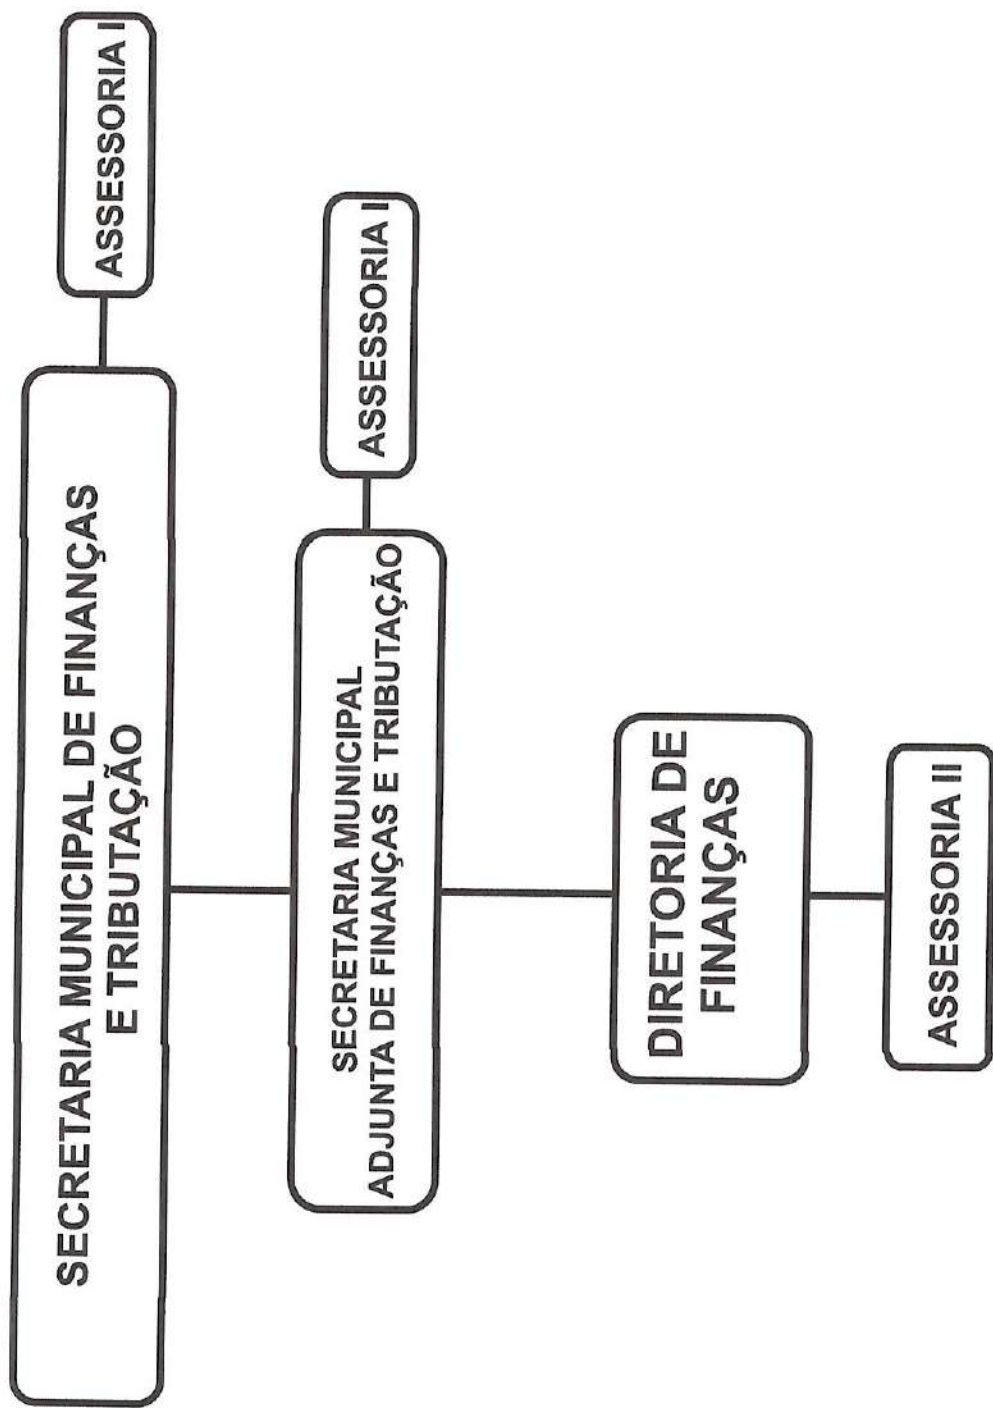 SECRETARIA MUNICIPAL DE FINANÇAS
E TRIBUTAÇÃO
ASSESSORIA I
SECRETARIA MUNICIPAL
ADJUNTA DE FINANÇAS E TRIBUTAÇÃO
ASSESSORIA I
DIRETORIA DE
FINANÇAS
ASSESSORIA II